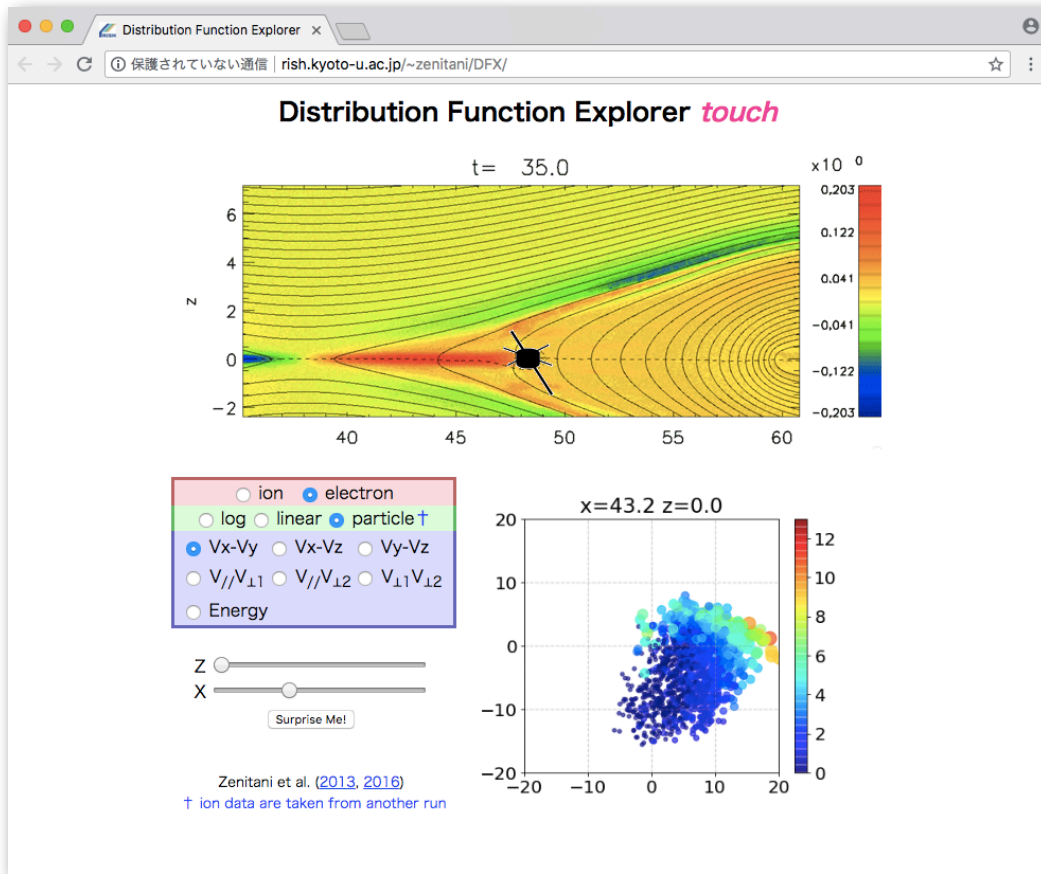 Distribution Function Explorer
保護されていない通信 | rish.kyoto-u.ac.jp/~zenitani/DFX/
Distribution Function Explorer touch
t= 35.0
x10 0
6
4
2
0
−2
z
40 45 50 55 60
0.203
0.122
0.041
−0.041
−0.122
−0.203
ion electron
log linear particle†
Vx-Vy Vx-Vz Vy-Vz
V//V⊥1 V//V⊥2 V⊥1V⊥2
Energy
Z
X
Surprise Me!
Zenitani et al. (2013, 2016)
† ion data are taken from another run
x=43.2 z=0.0
20
10
0
−10
−20
−20 −10 0 10 20
12
10
8
6
4
2
0